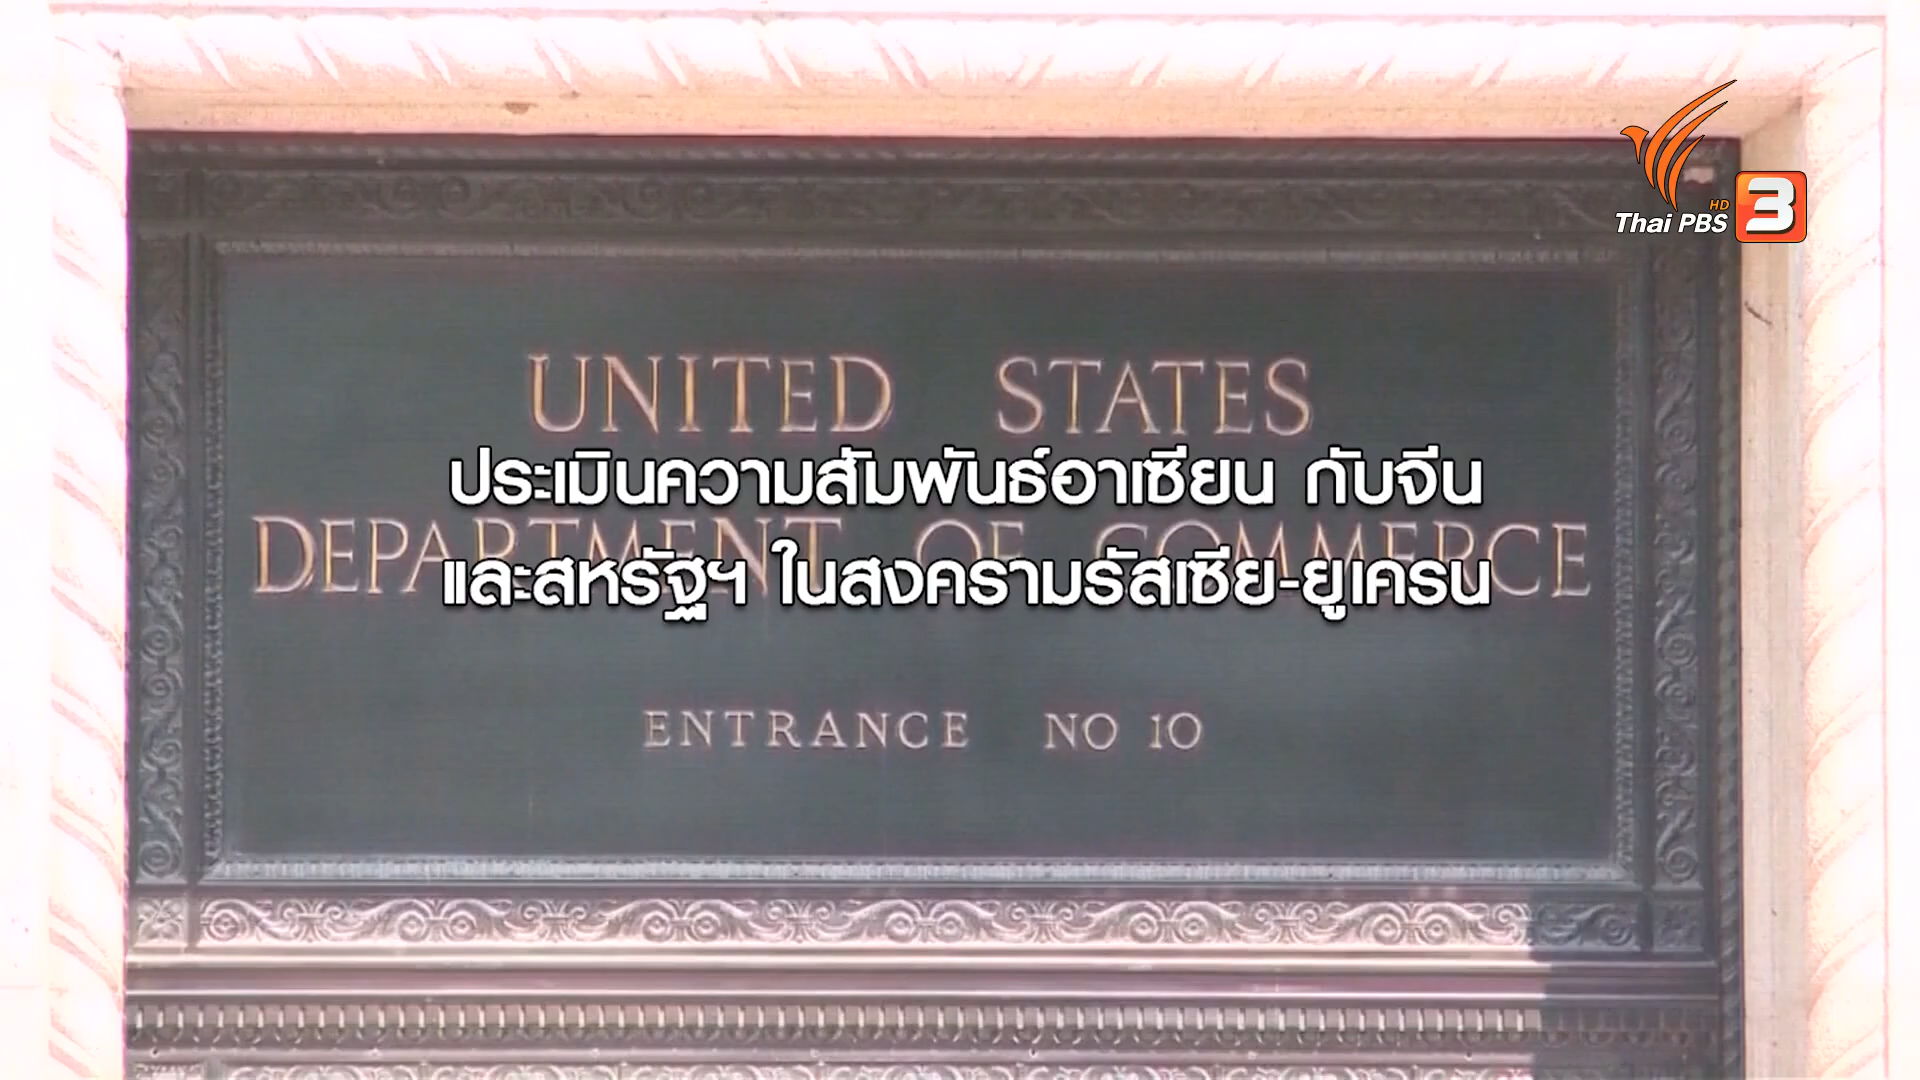 HD
Thai PBS 3
UNITED STATES
ประเมินความสัมพันธ์อาเซียน กับจีน
DEPARTMENT OF COMMERCE
และสหรัฐฯ ในสงครามรัสเซีย-ยูเครน
ENTRANCE NO 10